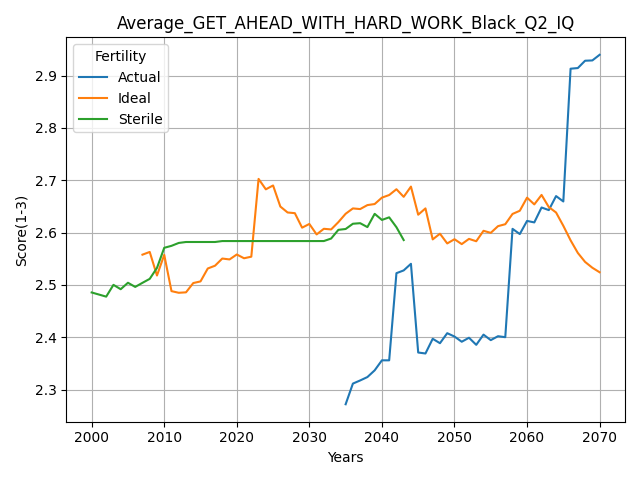 Average_GET_AHEAD_WITH_HARD_WORK_Black_Q2_IQ
Fertility
Actual
Ideal
Sterile
Score(1-3)
2.9
2.8
2.7
2.6
2.5
2.4
2.3
2000 2010 2020 2030 2040 2050 2060 2070
Years